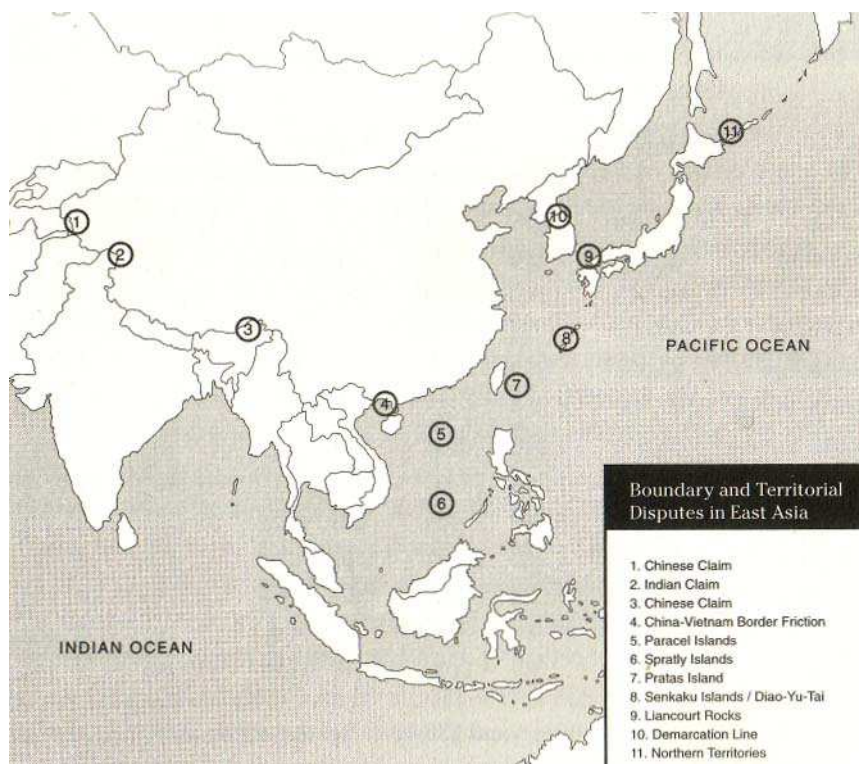 11
1
10
2
9
3
8
PACIFIC OCEAN
7
4
5
6
Boundary and Territorial
Disputes in East Asia
1. Chinese Claim
2. Indian Claim
3. Chinese Claim
4. China-Vietnam Border Friction
5. Paracel Islands
6. Spratly Islands
7. Pratas Island
8. Senkaku Islands / Diao-Yu-Tai
9. Liancourt Rocks
10. Demarcation Line
11. Northern Territories
INDIAN OCEAN